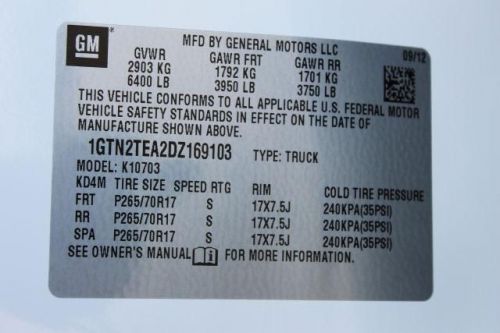 GM
MFD BY GENERAL MOTORS LLC
09/12
GVWR GAWR FRT GAWR RR
2903 KG 1792 KG 1701 KG
6400 LB 3950 LB 3750 LB
THIS VEHICLE CONFORMS TO ALL APPLICABLE U.S. FEDERAL MOTOR
VEHICLE SAFETY STANDARDS IN EFFECT ON THE DATE OF
MANUFACTURE SHOWN ABOVE.
1GTN2TEA2DZ169103 TYPE: TRUCK
MODEL: K10703
KD4M TIRE SIZE SPEED RTG RIM COLD TIRE PRESSURE
FRT P265/70R17 S 17X7.5J 240KPA(35PSI)
RR P265/70R17 S 17X7.5J 240KPA(35PSI)
SPA P265/70R17 S 17X7.5J 240KPA(35PSI)
SEE OWNER'S MANUAL FOR MORE INFORMATION.